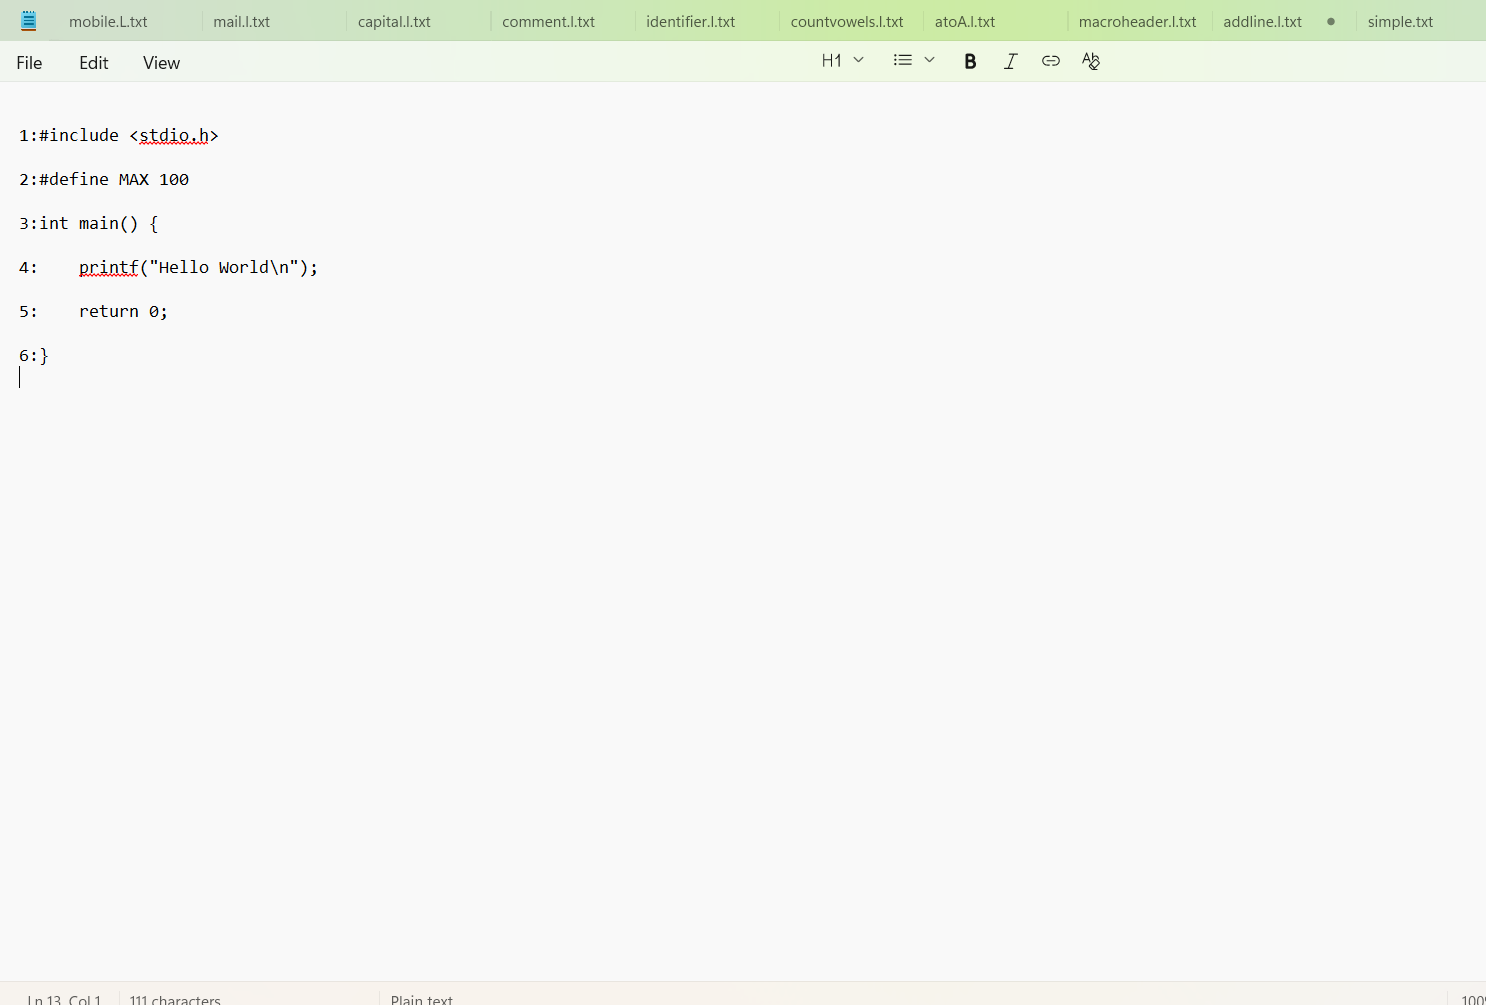 mobile.L.txt mail.l.txt capital.l.txt comment.l.txt identifier.l.txt countvowels.l.txt atoA.l.txt macroheader.l.txt addline.l.txt simple.txt
File Edit View H1 B I
1:#include <stdio.h>
2:#define MAX 100
3:int main() {
4:    printf("Hello World\n");
5:    return 0;
6:}
Ln 13, Col 1 111 characters Plain text